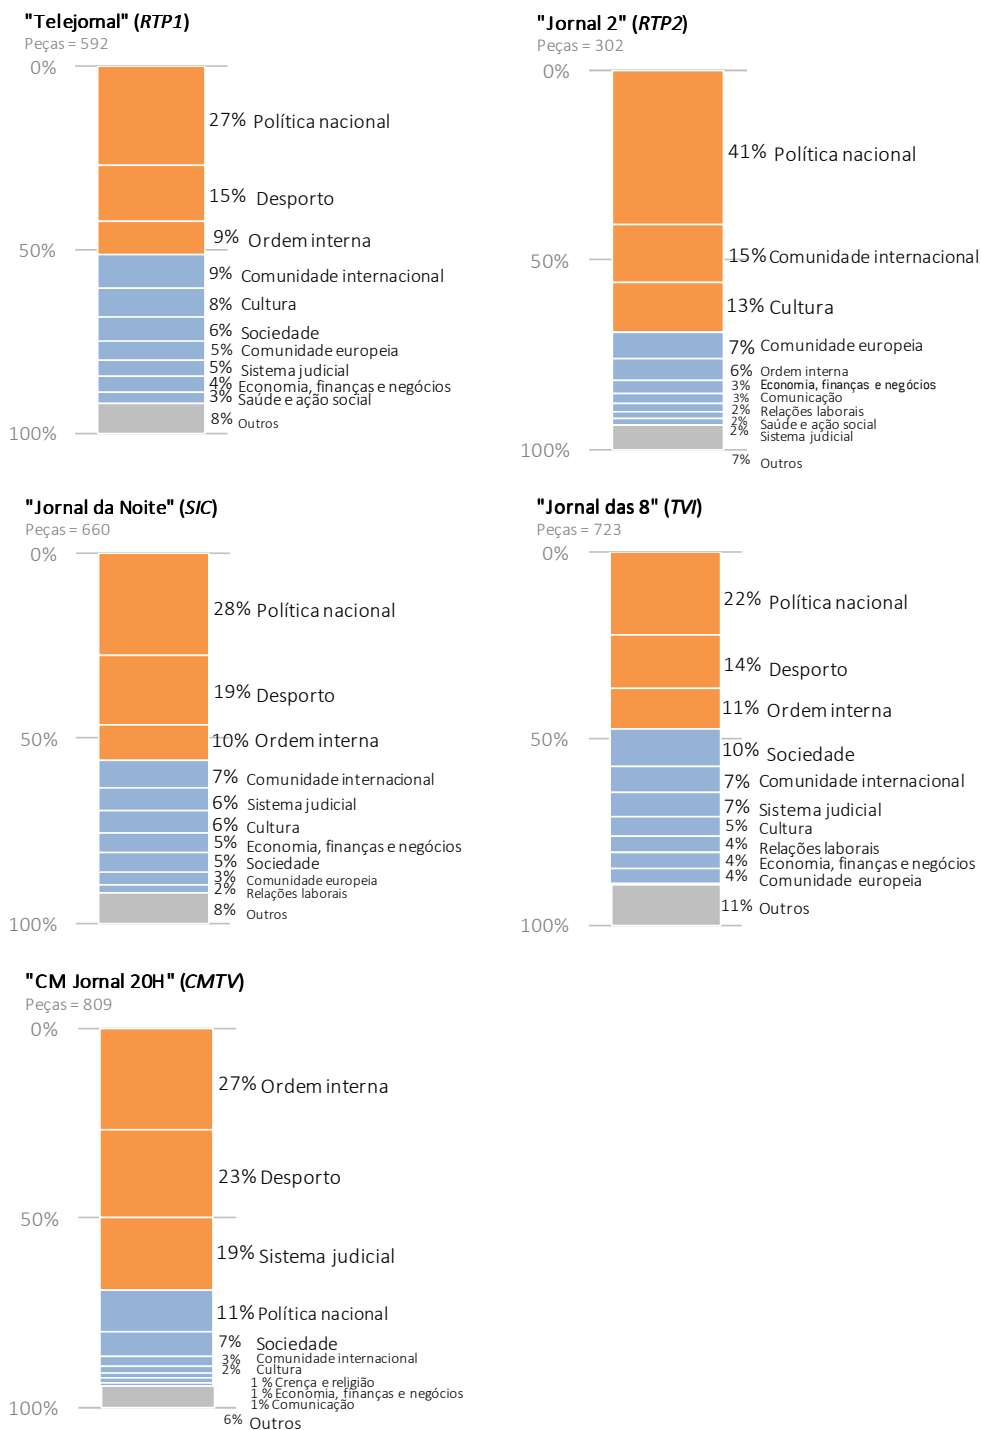 "Telejornal" (RTP1)
Peças = 592
0%
27% Política nacional
15% Desporto
9% Ordem interna
50%
9% Comunidade internacional
8% Cultura
6% Sociedade
5% Comunidade europeia
5% Sistema judicial
4% Economia, finanças e negócios
3% Saúde e ação social
8% Outros
100%
"Jornal 2" (RTP2)
Peças = 302
0%
41% Política nacional
50%
15% Comunidade internacional
13% Cultura
7% Comunidade europeia
6% Ordem interna
3% Economia, finanças e negócios
3% Comunicação
2% Relações laborais
2% Saúde e ação social
2% Sistema judicial
100%
7% Outros
"Jornal da Noite" (SIC)
Peças = 660
0%
28% Política nacional
19% Desporto
50%
10% Ordem interna
7% Comunidade internacional
6% Sistema judicial
6% Cultura
5% Economia, finanças e negócios
5% Sociedade
3% Comunidade europeia
2% Relações laborais
8% Outros
100%
"Jornal das 8" (TVI)
Peças = 723
0%
22% Política nacional
14% Desporto
11% Ordem interna
50%
10% Sociedade
7% Comunidade internacional
7% Sistema judicial
5% Cultura
4% Relações laborais
4% Economia, finanças e negócios
4% Comunidade europeia
11% Outros
100%
"CM Jornal 20H" (CMTV)
Peças = 809
0%
27% Ordem interna
23% Desporto
50%
19% Sistema judicial
11% Política nacional
7% Sociedade
3% Comunidade internacional
2% Cultura
1 % Crença e religião
1 % Economia, finanças e negócios
1% Comunicação
100%
6% Outros